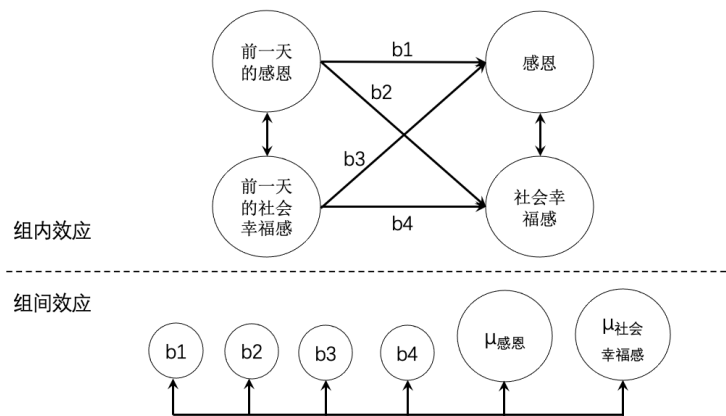 前一天
的感恩
b1
感恩
b2
b3
前一天
的社会
幸福感
b4
社会幸
福感
组内效应
组间效应
b1
b2
b3
b4
μ感恩
μ社会
幸福感